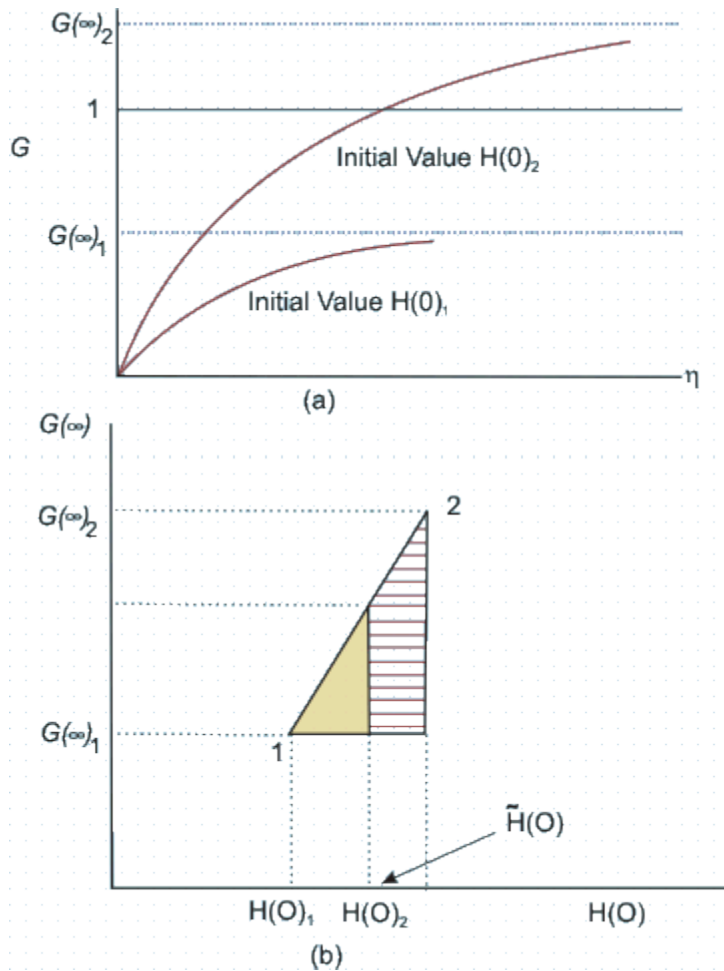 G(∞)₂
1
G
Initial Value H(0)₂
G(∞)₁
Initial Value H(0)₁
η
(a)
G(∞)
G(∞)₂
2
G(∞)₁
1
H̃(O)
H(O)₁ H(O)₂ H(O)
(b)